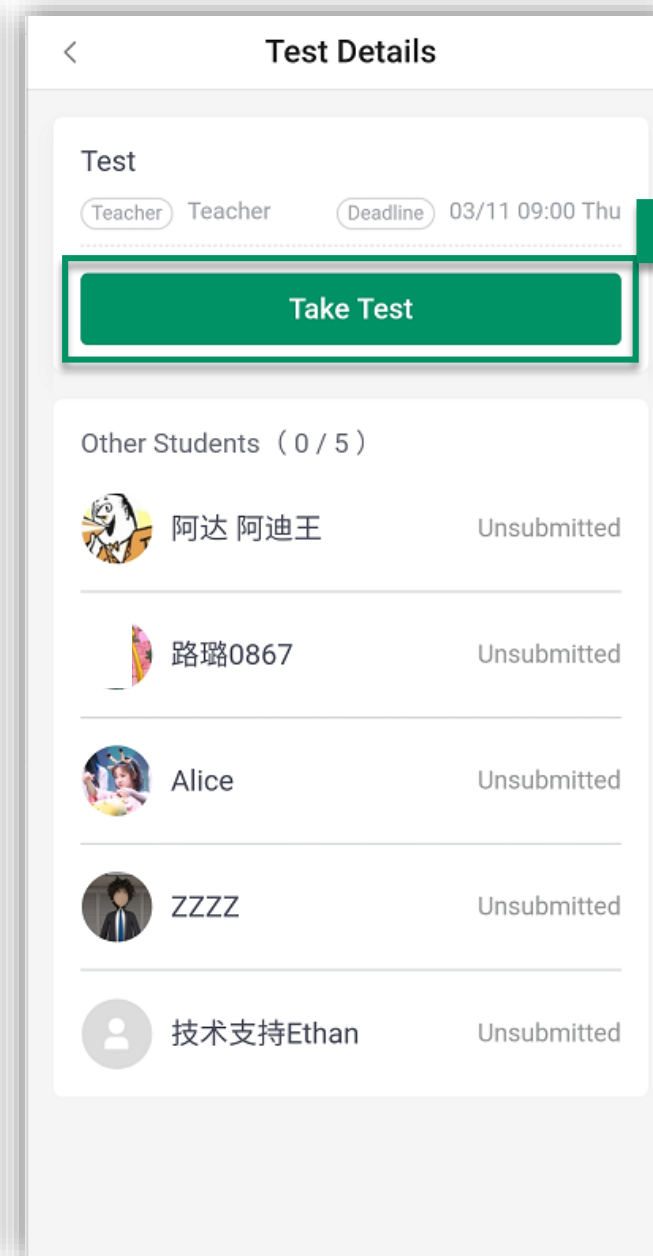 Test Details
Test
Teacher Teacher Deadline 03/11 09:00 Thu
Take Test
Other Students（0 / 5）
阿达 阿迪王 Unsubmitted
路璐0867 Unsubmitted
Alice Unsubmitted
ZZZZ Unsubmitted
技术支持Ethan Unsubmitted